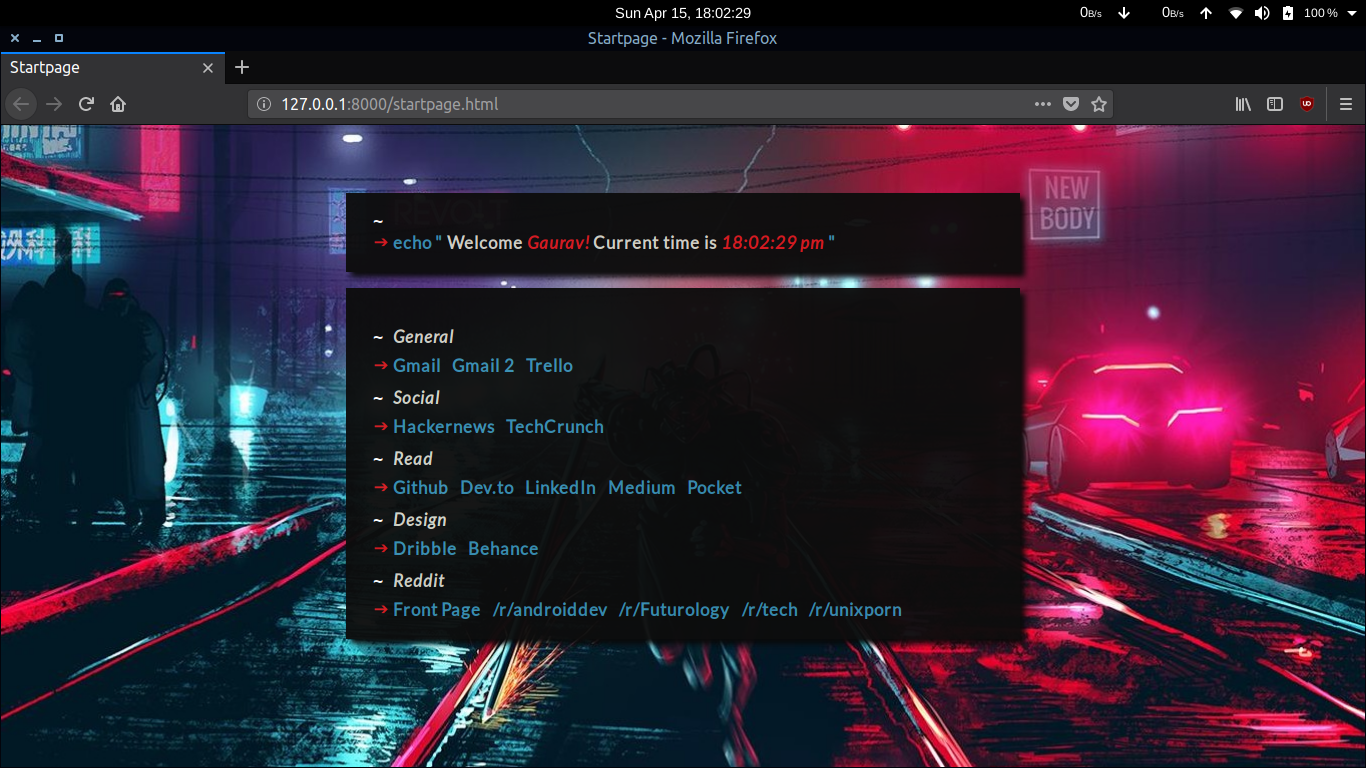 Sun Apr 15, 18:02:29
0B/s 0B/s 100 %
Startpage - Mozilla Firefox
Startpage
127.0.0.1:8000/startpage.html
NEW
BODY
REVOLT
~
→ echo " Welcome Gaurav! Current time is 18:02:29 pm "
~ General
→ Gmail Gmail 2 Trello
~ Social
→ Hackernews TechCrunch
~ Read
→ Github Dev.to LinkedIn Medium Pocket
~ Design
→ Dribble Behance
~ Reddit
→ Front Page /r/androiddev /r/Futurology /r/tech /r/unixporn